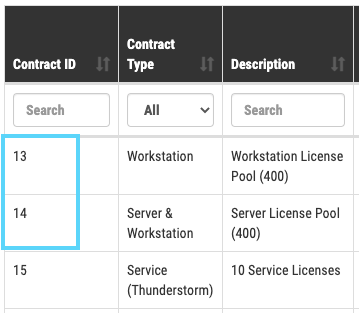 Contract ID
Contract
Type
Description
Search
All
Search
13
Workstation
Workstation License
Pool (400)
14
Server &
Workstation
Server License Pool
(400)
15
Service
(Thunderstorm)
10 Service Licenses